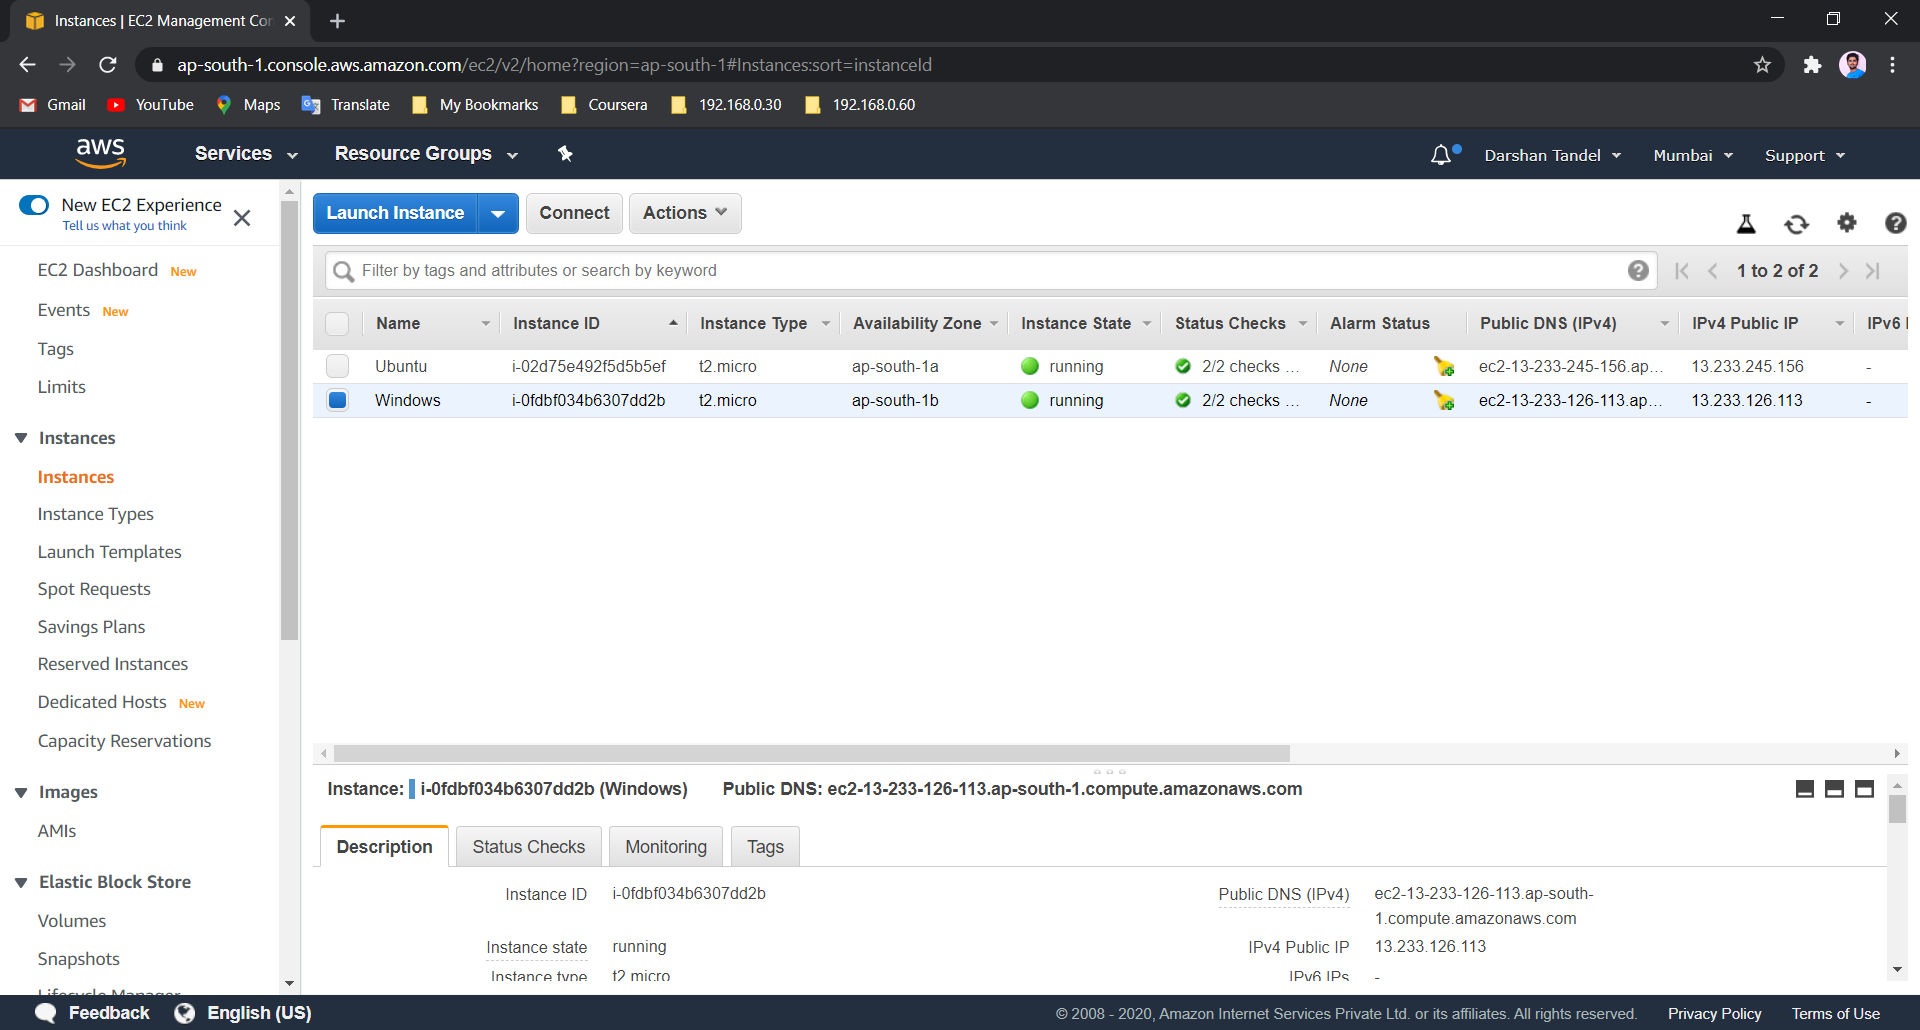 Instances | EC2 Management Con
ap-south-1.console.aws.amazon.com/ec2/v2/home?region=ap-south-1#Instances:sort=instanceId
Gmail YouTube Maps Translate My Bookmarks Coursera 192.168.0.30 192.168.0.60
aws Services Resource Groups Darshan Tandel Mumbai Support
New EC2 Experience
Tell us what you think
EC2 Dashboard New
Events New
Tags
Limits
Instances
Instances
Instance Types
Launch Templates
Spot Requests
Savings Plans
Reserved Instances
Dedicated Hosts New
Capacity Reservations
Images
AMIs
Elastic Block Store
Volumes
Snapshots
Lifecycle Manager
Launch Instance Connect Actions
Filter by tags and attributes or search by keyword 1 to 2 of 2
Name Instance ID Instance Type Availability Zone Instance State Status Checks Alarm Status Public DNS (IPv4) IPv4 Public IP IPv6 I
Ubuntu i-02d75e492f5d5b5ef t2.micro ap-south-1a running 2/2 checks ... None ec2-13-233-245-156.ap... 13.233.245.156 -
Windows i-0fdbf034b6307dd2b t2.micro ap-south-1b running 2/2 checks ... None ec2-13-233-126-113.ap... 13.233.126.113 -
Instance: i-0fdbf034b6307dd2b (Windows) Public DNS: ec2-13-233-126-113.ap-south-1.compute.amazonaws.com
Description Status Checks Monitoring Tags
Instance ID i-0fdbf034b6307dd2b Public DNS (IPv4) ec2-13-233-126-113.ap-south-
1.compute.amazonaws.com
Instance state running IPv4 Public IP 13.233.126.113
Instance type t2.micro IPv6 IPs -
Feedback English (US) © 2008 - 2020, Amazon Internet Services Private Ltd. or its affiliates. All rights reserved. Privacy Policy Terms of Use